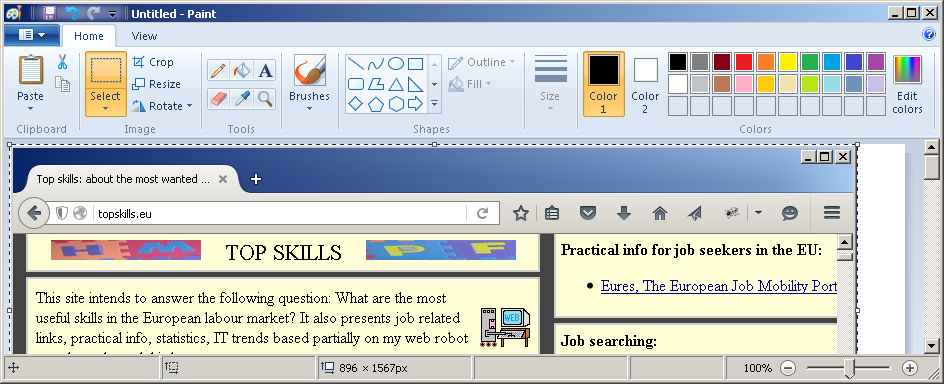 Untitled - Paint
Home View
Paste
Select
Crop
Resize
Rotate
A
Brushes
Outline
Fill
Size
Color 1
Color 2
Edit colors
Clipboard Image Tools Shapes Colors
Top skills: about the most wanted ...
topskills.eu
H M TOP SKILLS P F
This site intends to answer the following question: What are the most
useful skills in the European labour market? It also presents job related
links, practical info, statistics, IT trends based partially on my web robot
WEB
Practical info for job seekers in the EU:
Eures, The European Job Mobility Port
Job searching:
896 × 1567px
100%